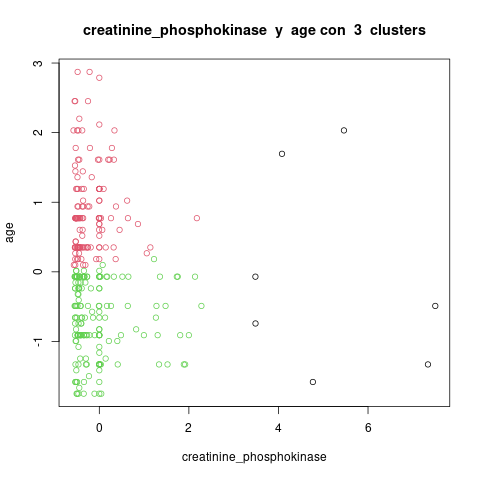 creatinine_phosphokinase y age con 3 clusters
3
2
1
0
-1
age
0 2 4 6
creatinine_phosphokinase